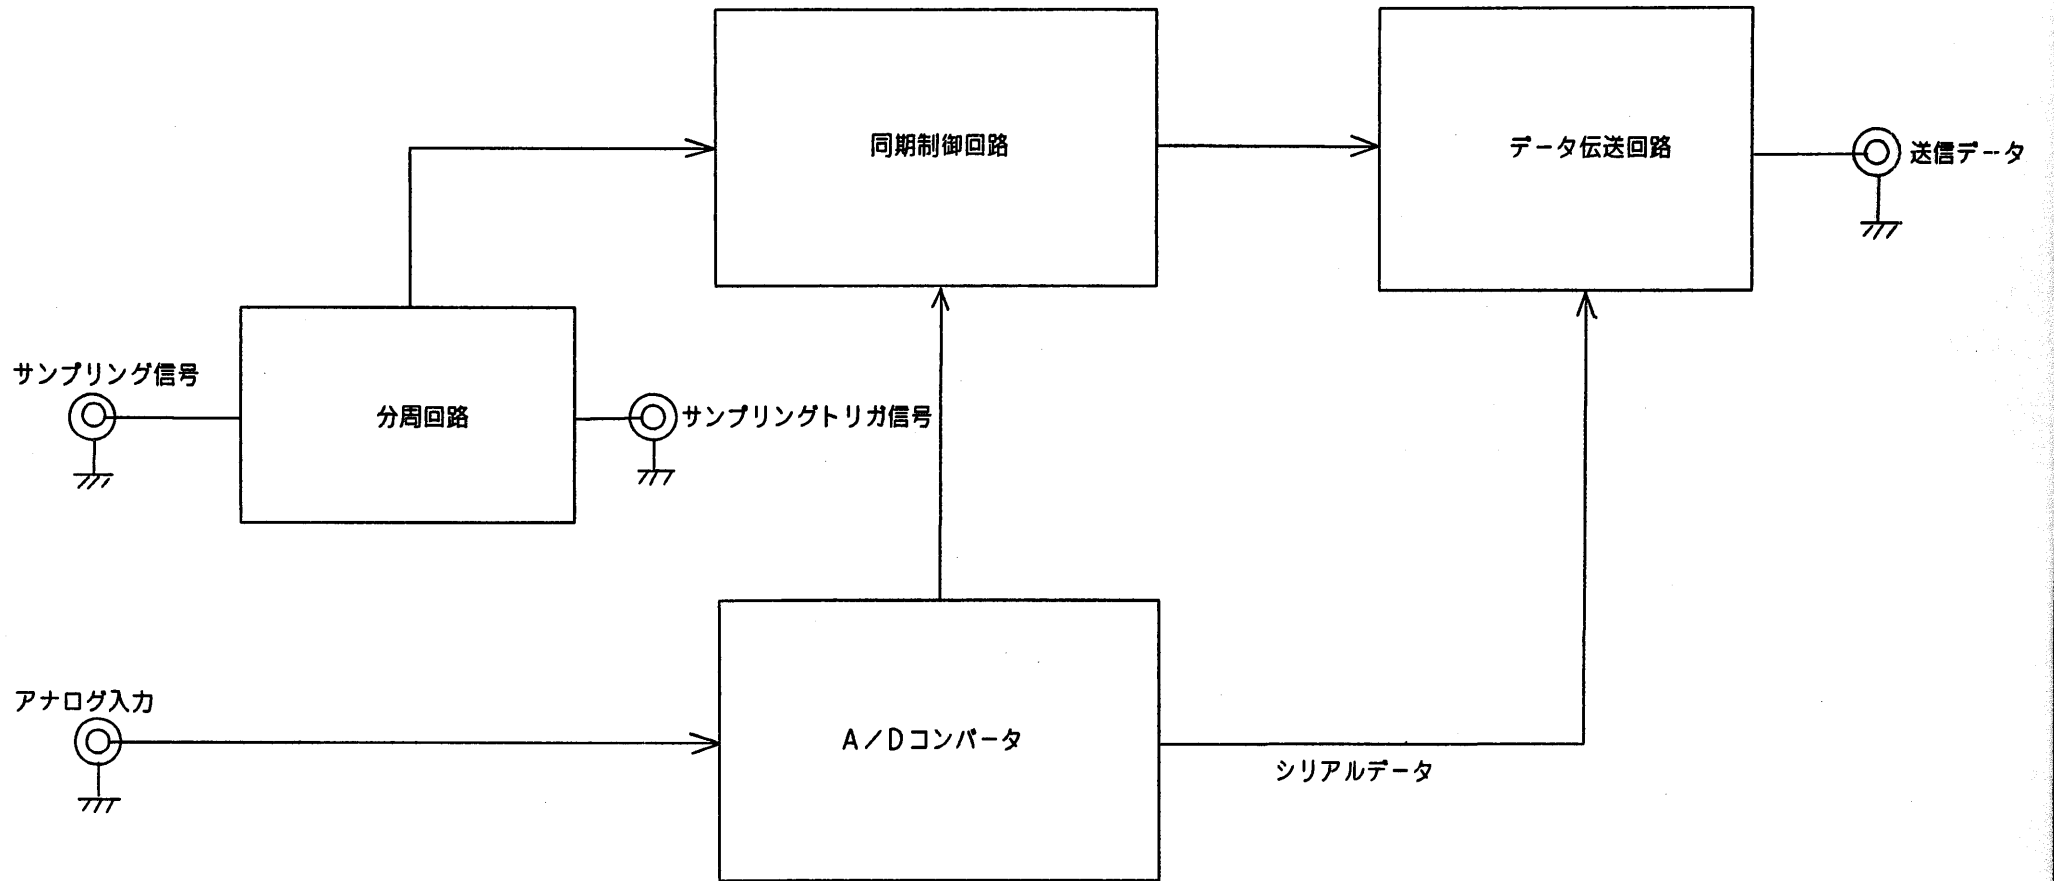 同期制御回路
データ伝送回路
送信データ
サンプリング信号
分周回路
サンプリングトリガ信号
アナログ入力
A/Dコンバータ
シリアルデータ